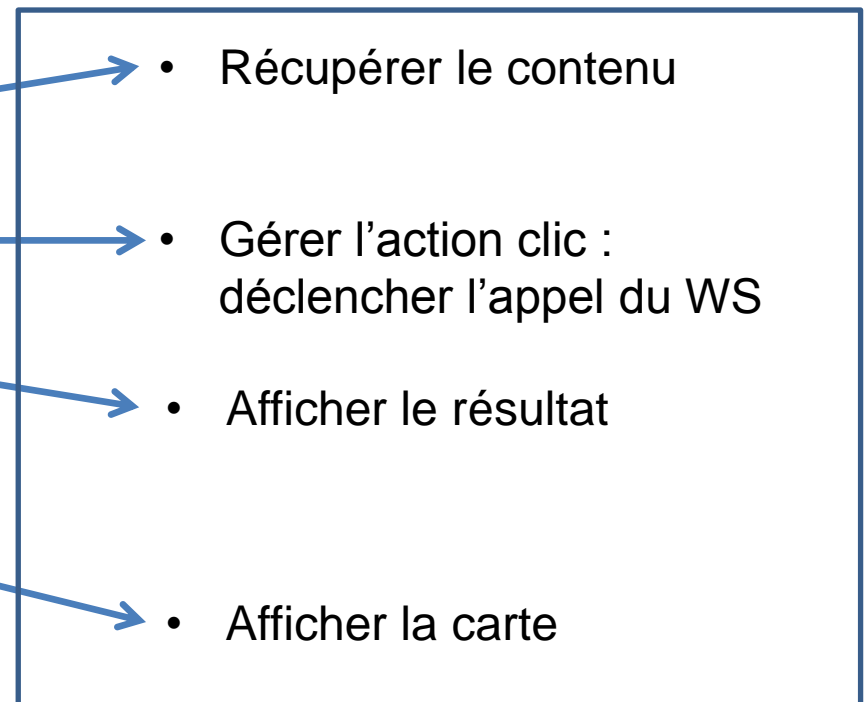 • Récupérer le contenu
• Gérer l’action clic :
déclencher l’appel du WS
• Afficher le résultat
• Afficher la carte